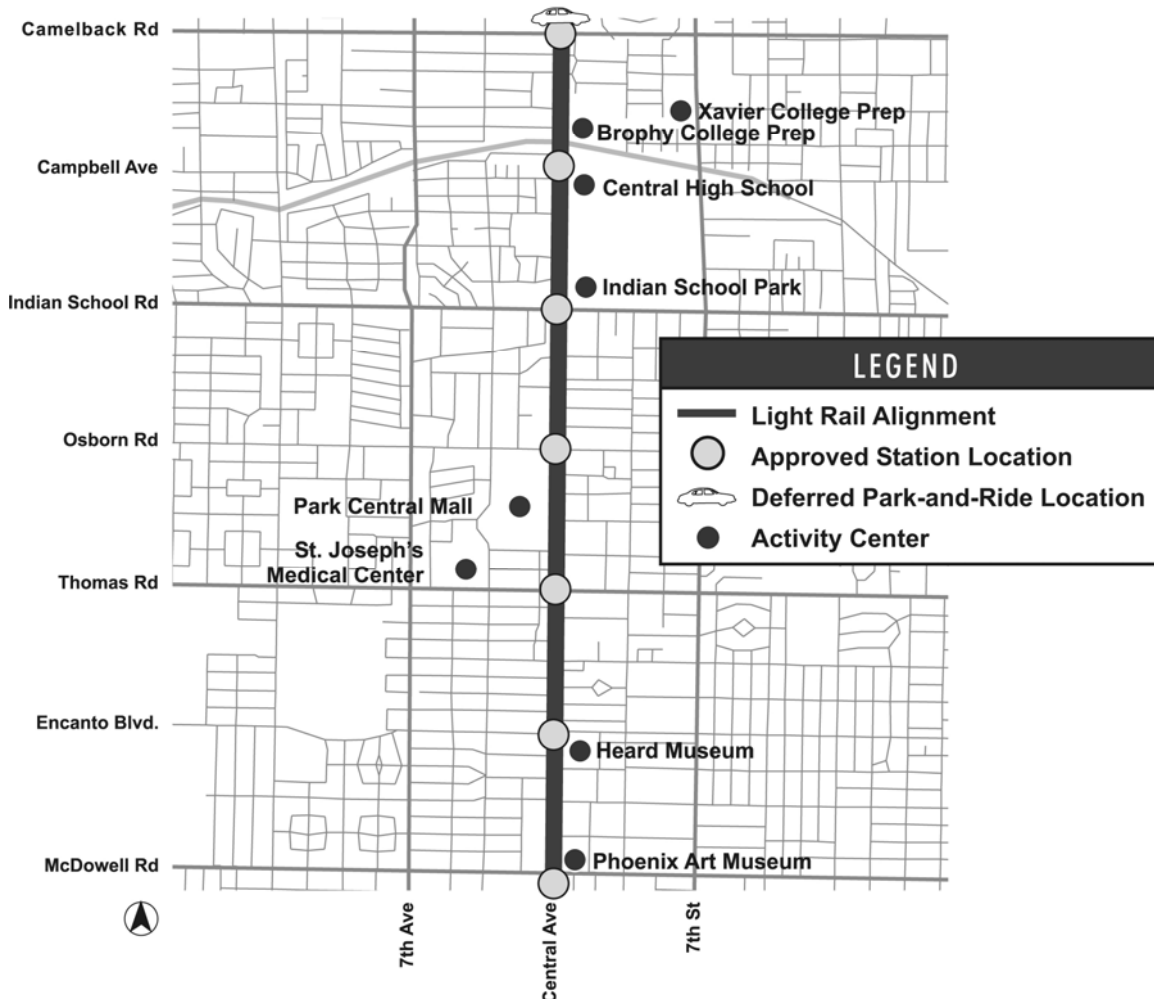 Camelback Rd
Xavier College Prep
Brophy College Prep
Campbell Ave
Central High School
Indian School Park
Indian School Rd
LEGEND
Light Rail Alignment
Osborn Rd
Approved Station Location
Deferred Park-and-Ride Location
Park Central Mall
Activity Center
St. Joseph's
Medical Center
Thomas Rd
Encanto Blvd.
Heard Museum
McDowell Rd
Phoenix Art Museum
7th Ave
Central Ave
7th St